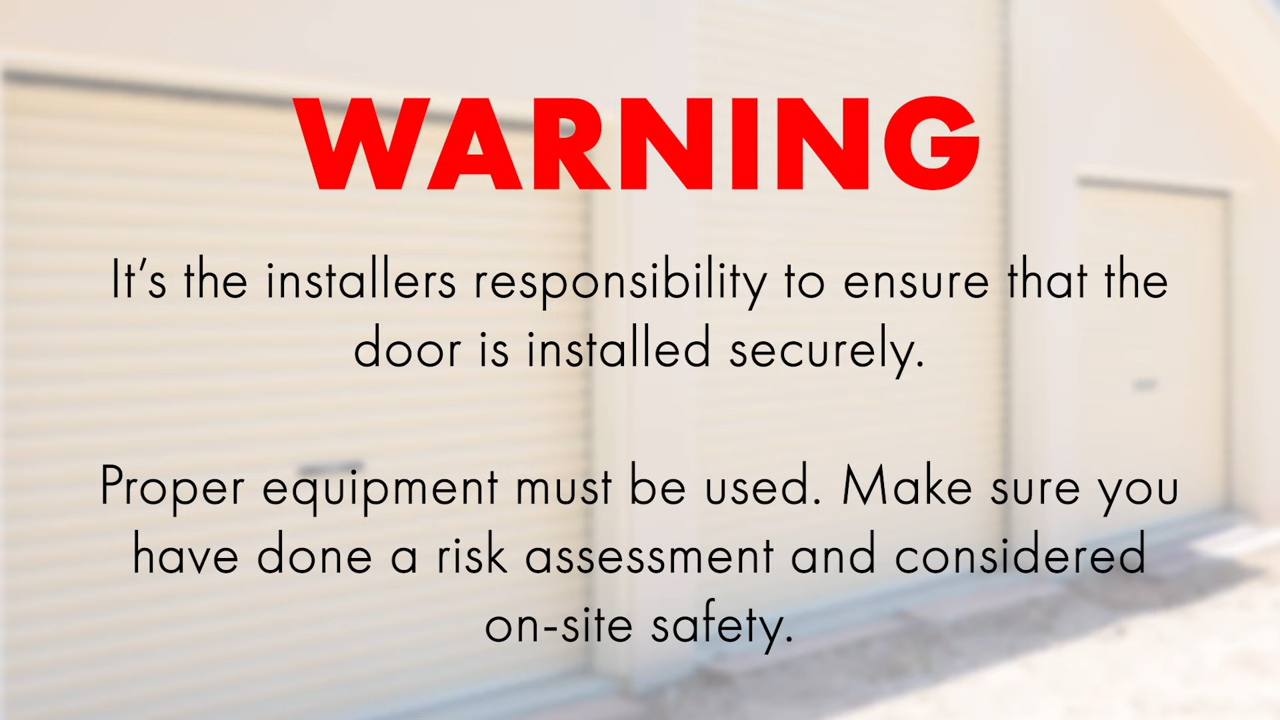 WARNING
It’s the installers responsibility to ensure that the
door is installed securely.
Proper equipment must be used. Make sure you
have done a risk assessment and considered
on-site safety.